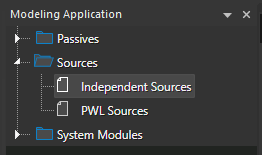 Modeling Application
Passives
Sources
Independent Sources
PWL Sources
System Modules